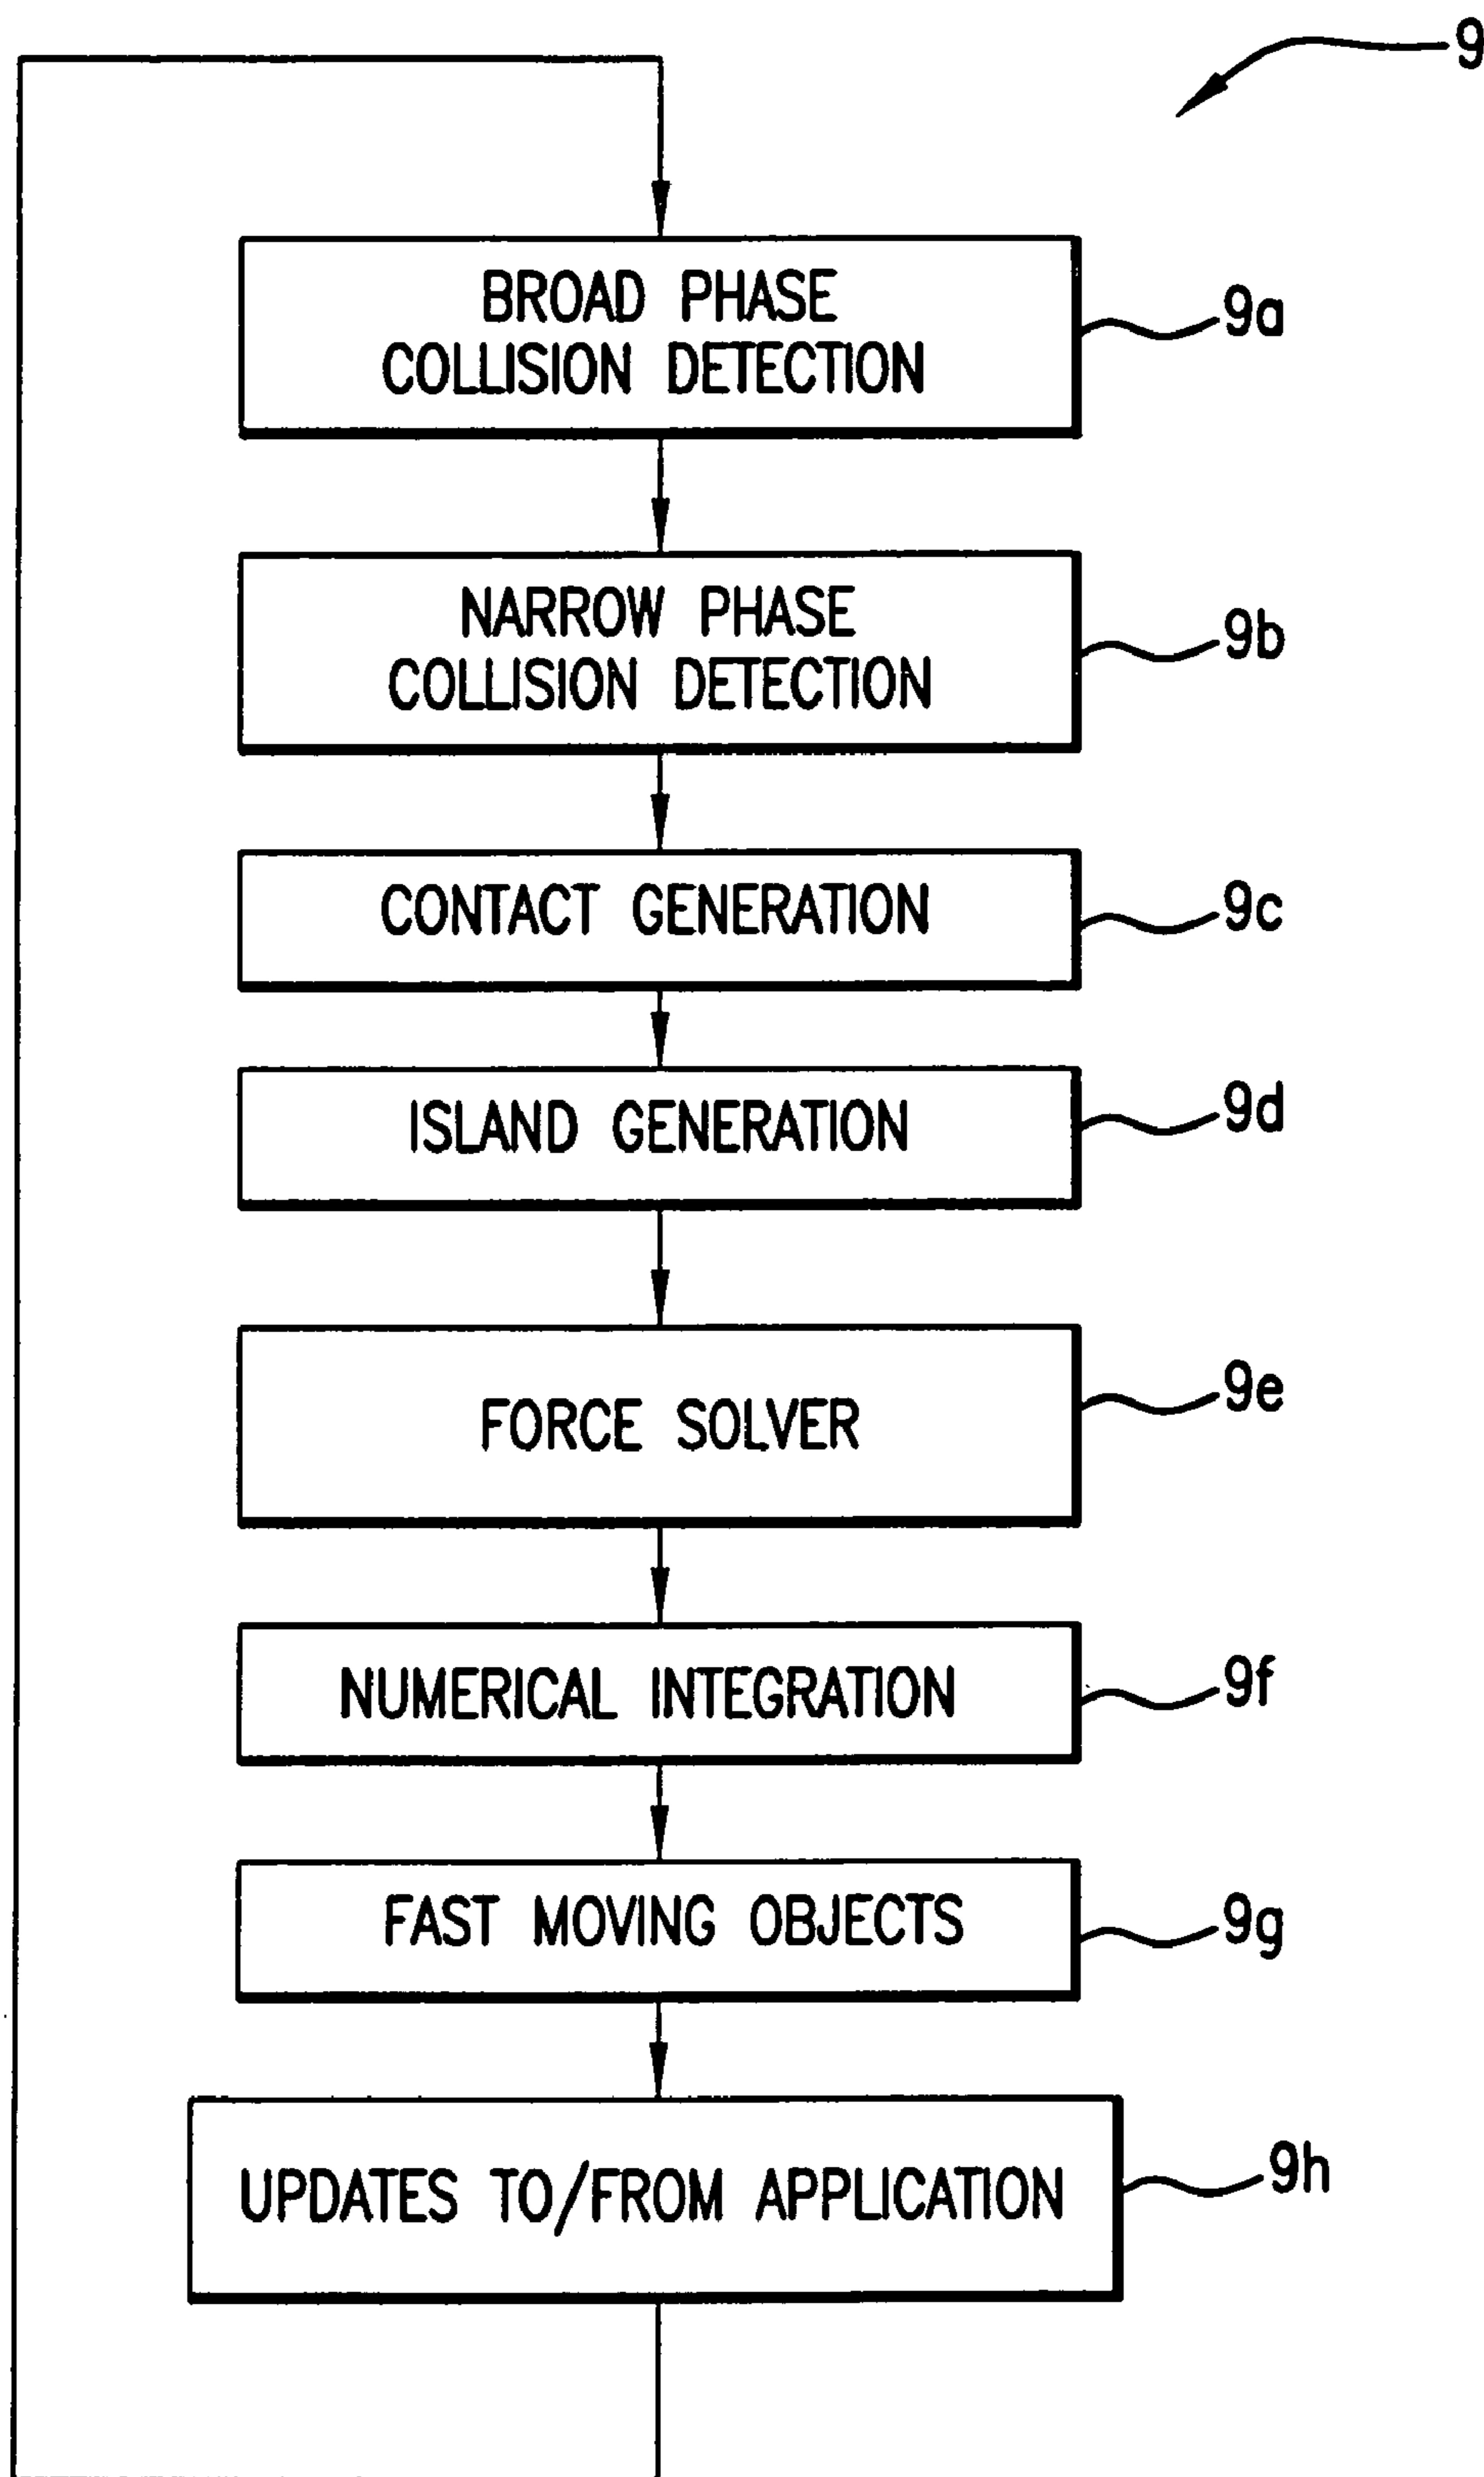 9
BROAD PHASE
COLLISION DETECTION
9a
NARROW PHASE
COLLISION DETECTION
9b
CONTACT GENERATION
9c
ISLAND GENERATION
9d
FORCE SOLVER
9e
NUMERICAL INTEGRATION
9f
FAST MOVING OBJECTS
9g
UPDATES TO/FROM APPLICATION
9h